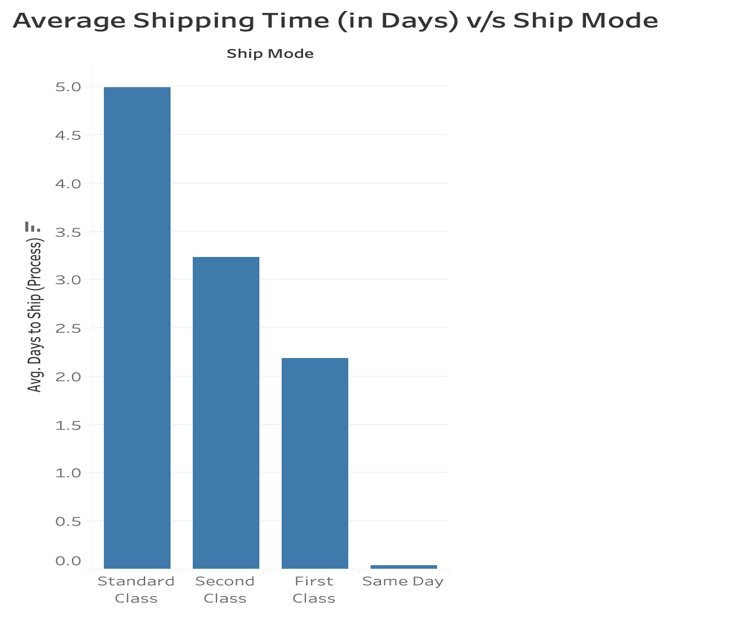 Average Shipping Time (in Days) v/s Ship Mode
Ship Mode
Avg. Days to Ship (Process)
5.0
4.5
4.0
3.5
3.0
2.5
2.0
1.5
1.0
0.5
0.0
Standard
Class
Second
Class
First
Class
Same Day